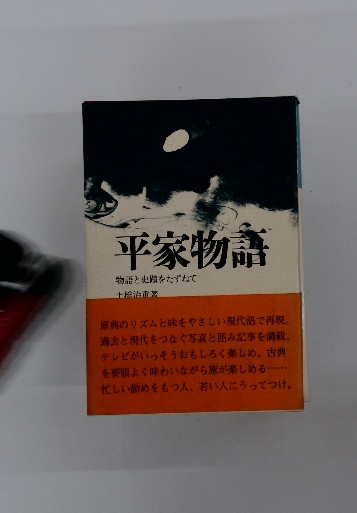 平家物語
物語と史蹟をたずねて
土橋治重著
原典のリズムと味をやさしい現代語で再現。
過去と現代をつなぐ写真と囲み記事を満載。
テレビがいっそうおもしろく楽しめ、古典
を要領よく味わいながら旅が楽しめる……
忙しい勤めをもつ人、若い人にうってつけ。